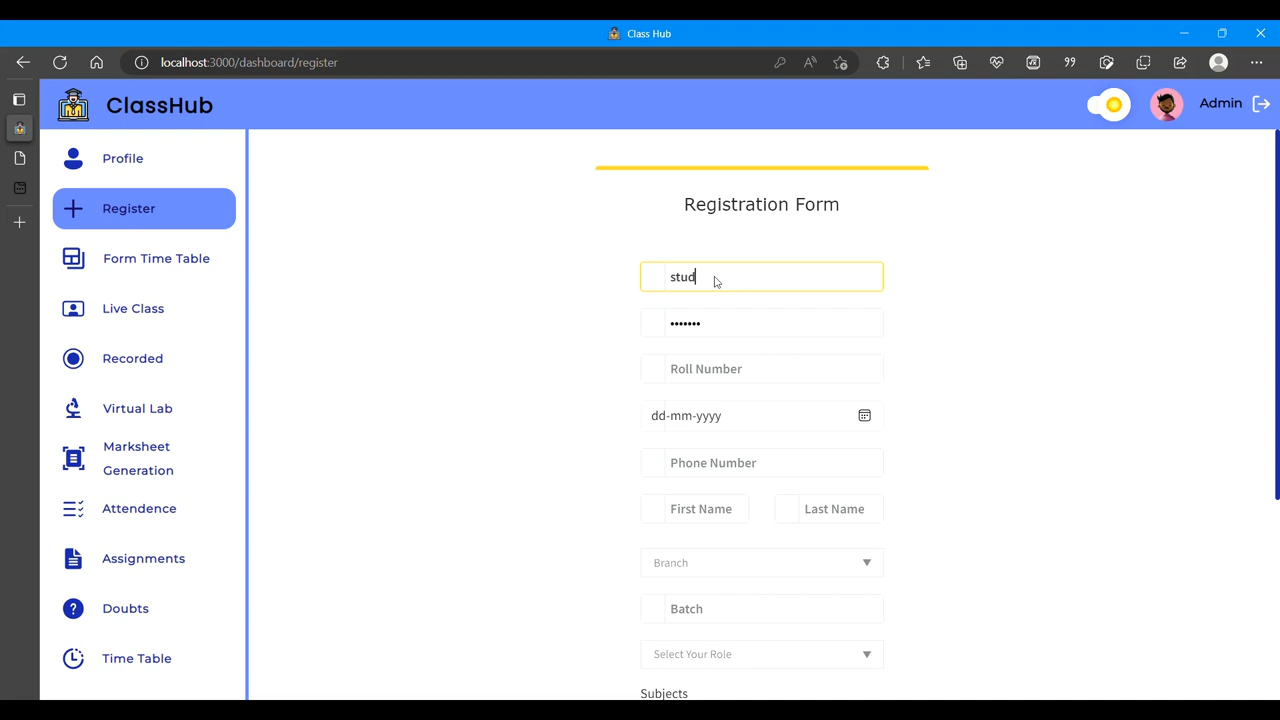 Class Hub
localhost:3000/dashboard/register
ClassHub
Admin
Profile
Register
Form Time Table
Live Class
Recorded
Virtual Lab
Marksheet
Generation
Attendence
Assignments
Doubts
Time Table
Registration Form
stud
•••••••
Roll Number
dd-mm-yyyy
Phone Number
First Name Last Name
Branch
Batch
Select Your Role
Subjects